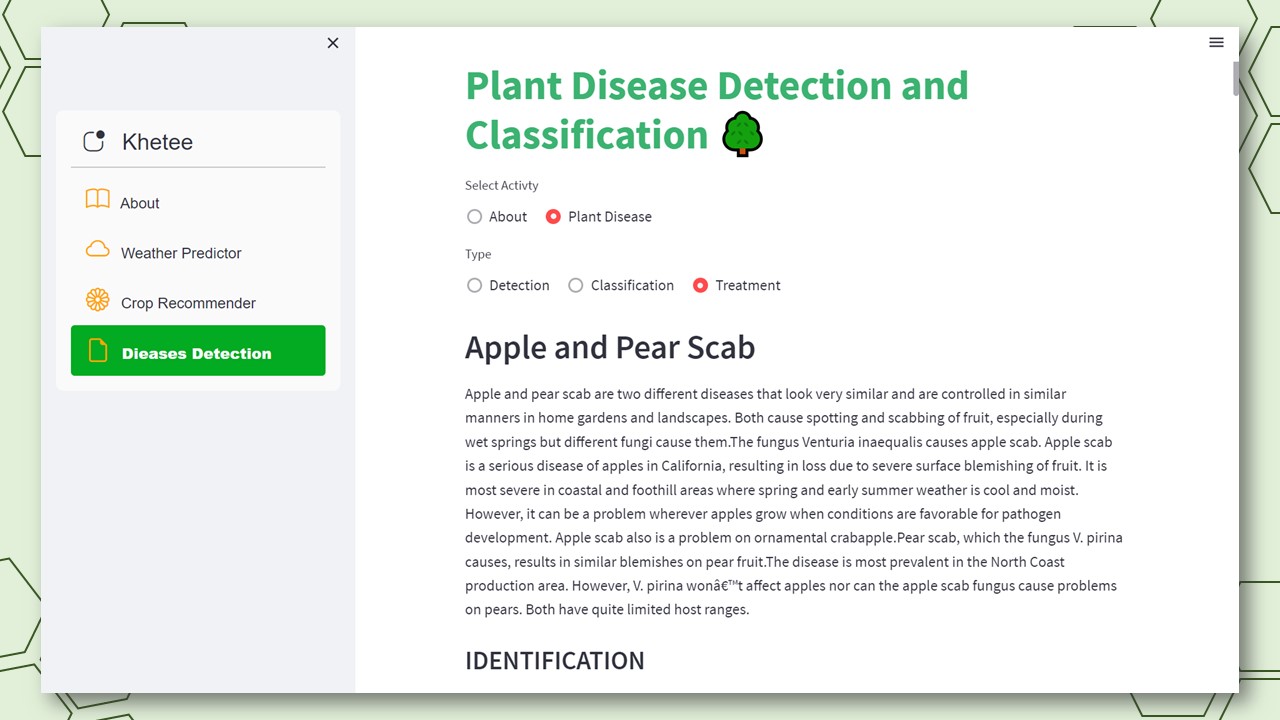 Khetee
About
Weather Predictor
Crop Recommender
Dieases Detection
Plant Disease Detection and
Classification
Select Activty
About Plant Disease
Type
Detection Classification Treatment
Apple and Pear Scab
Apple and pear scab are two different diseases that look very similar and are controlled in similar
manners in home gardens and landscapes. Both cause spotting and scabbing of fruit, especially during
wet springs but different fungi cause them.The fungus Venturia inaequalis causes apple scab. Apple scab
is a serious disease of apples in California, resulting in loss due to severe surface blemishing of fruit. It is
most severe in coastal and foothill areas where spring and early summer weather is cool and moist.
However, it can be a problem wherever apples grow when conditions are favorable for pathogen
development. Apple scab also is a problem on ornamental crabapple.Pear scab, which the fungus V. pirina
causes, results in similar blemishes on pear fruit.The disease is most prevalent in the North Coast
production area. However, V. pirina wonâ€™t affect apples nor can the apple scab fungus cause problems
on pears. Both have quite limited host ranges.
IDENTIFICATION